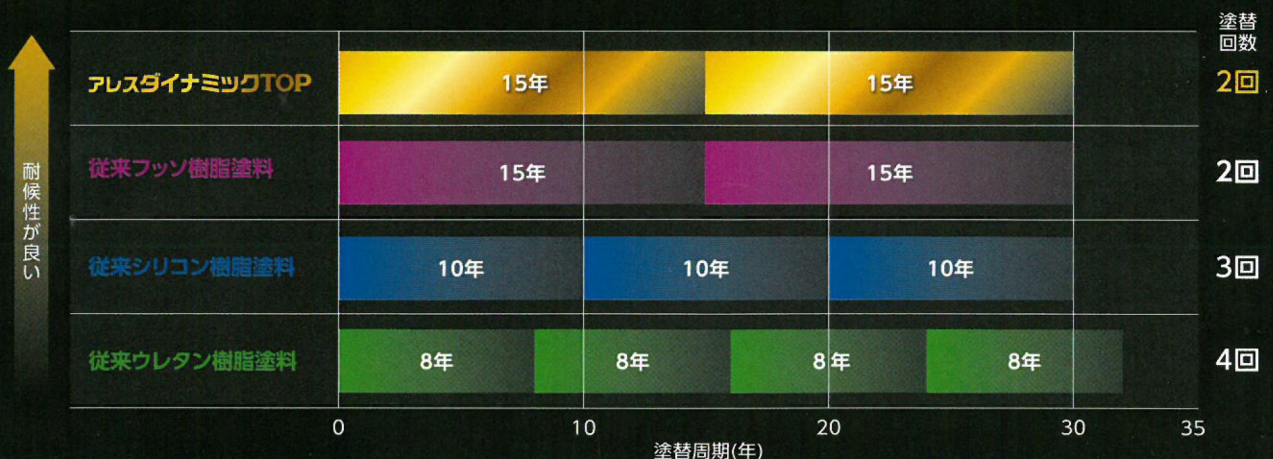 塗替
回数
アレスダイナミックTOP
15年
15年
2回
従来フッソ樹脂塗料
15年
15年
2回
従来シリコン樹脂塗料
10年
10年
10年
3回
従来ウレタン樹脂塗料
8年
8年
8年
8年
4回
耐候性が良い
0
10
20
30
35
塗替周期(年)